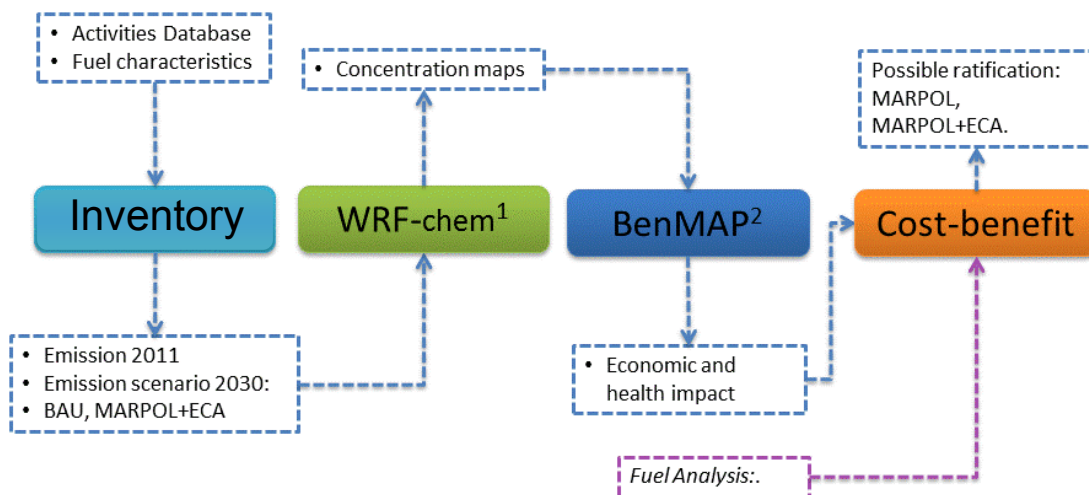 • Activities Database
• Fuel characteristics
• Concentration maps
Possible ratification:
MARPOL,
MARPOL+ECA.
Inventory
WRF-chem¹
BenMAP²
Cost-benefit
• Emission 2011
• Emission scenario 2030:
• BAU, MARPOL+ECA
• Economic and
health impact
Fuel Analysis:.